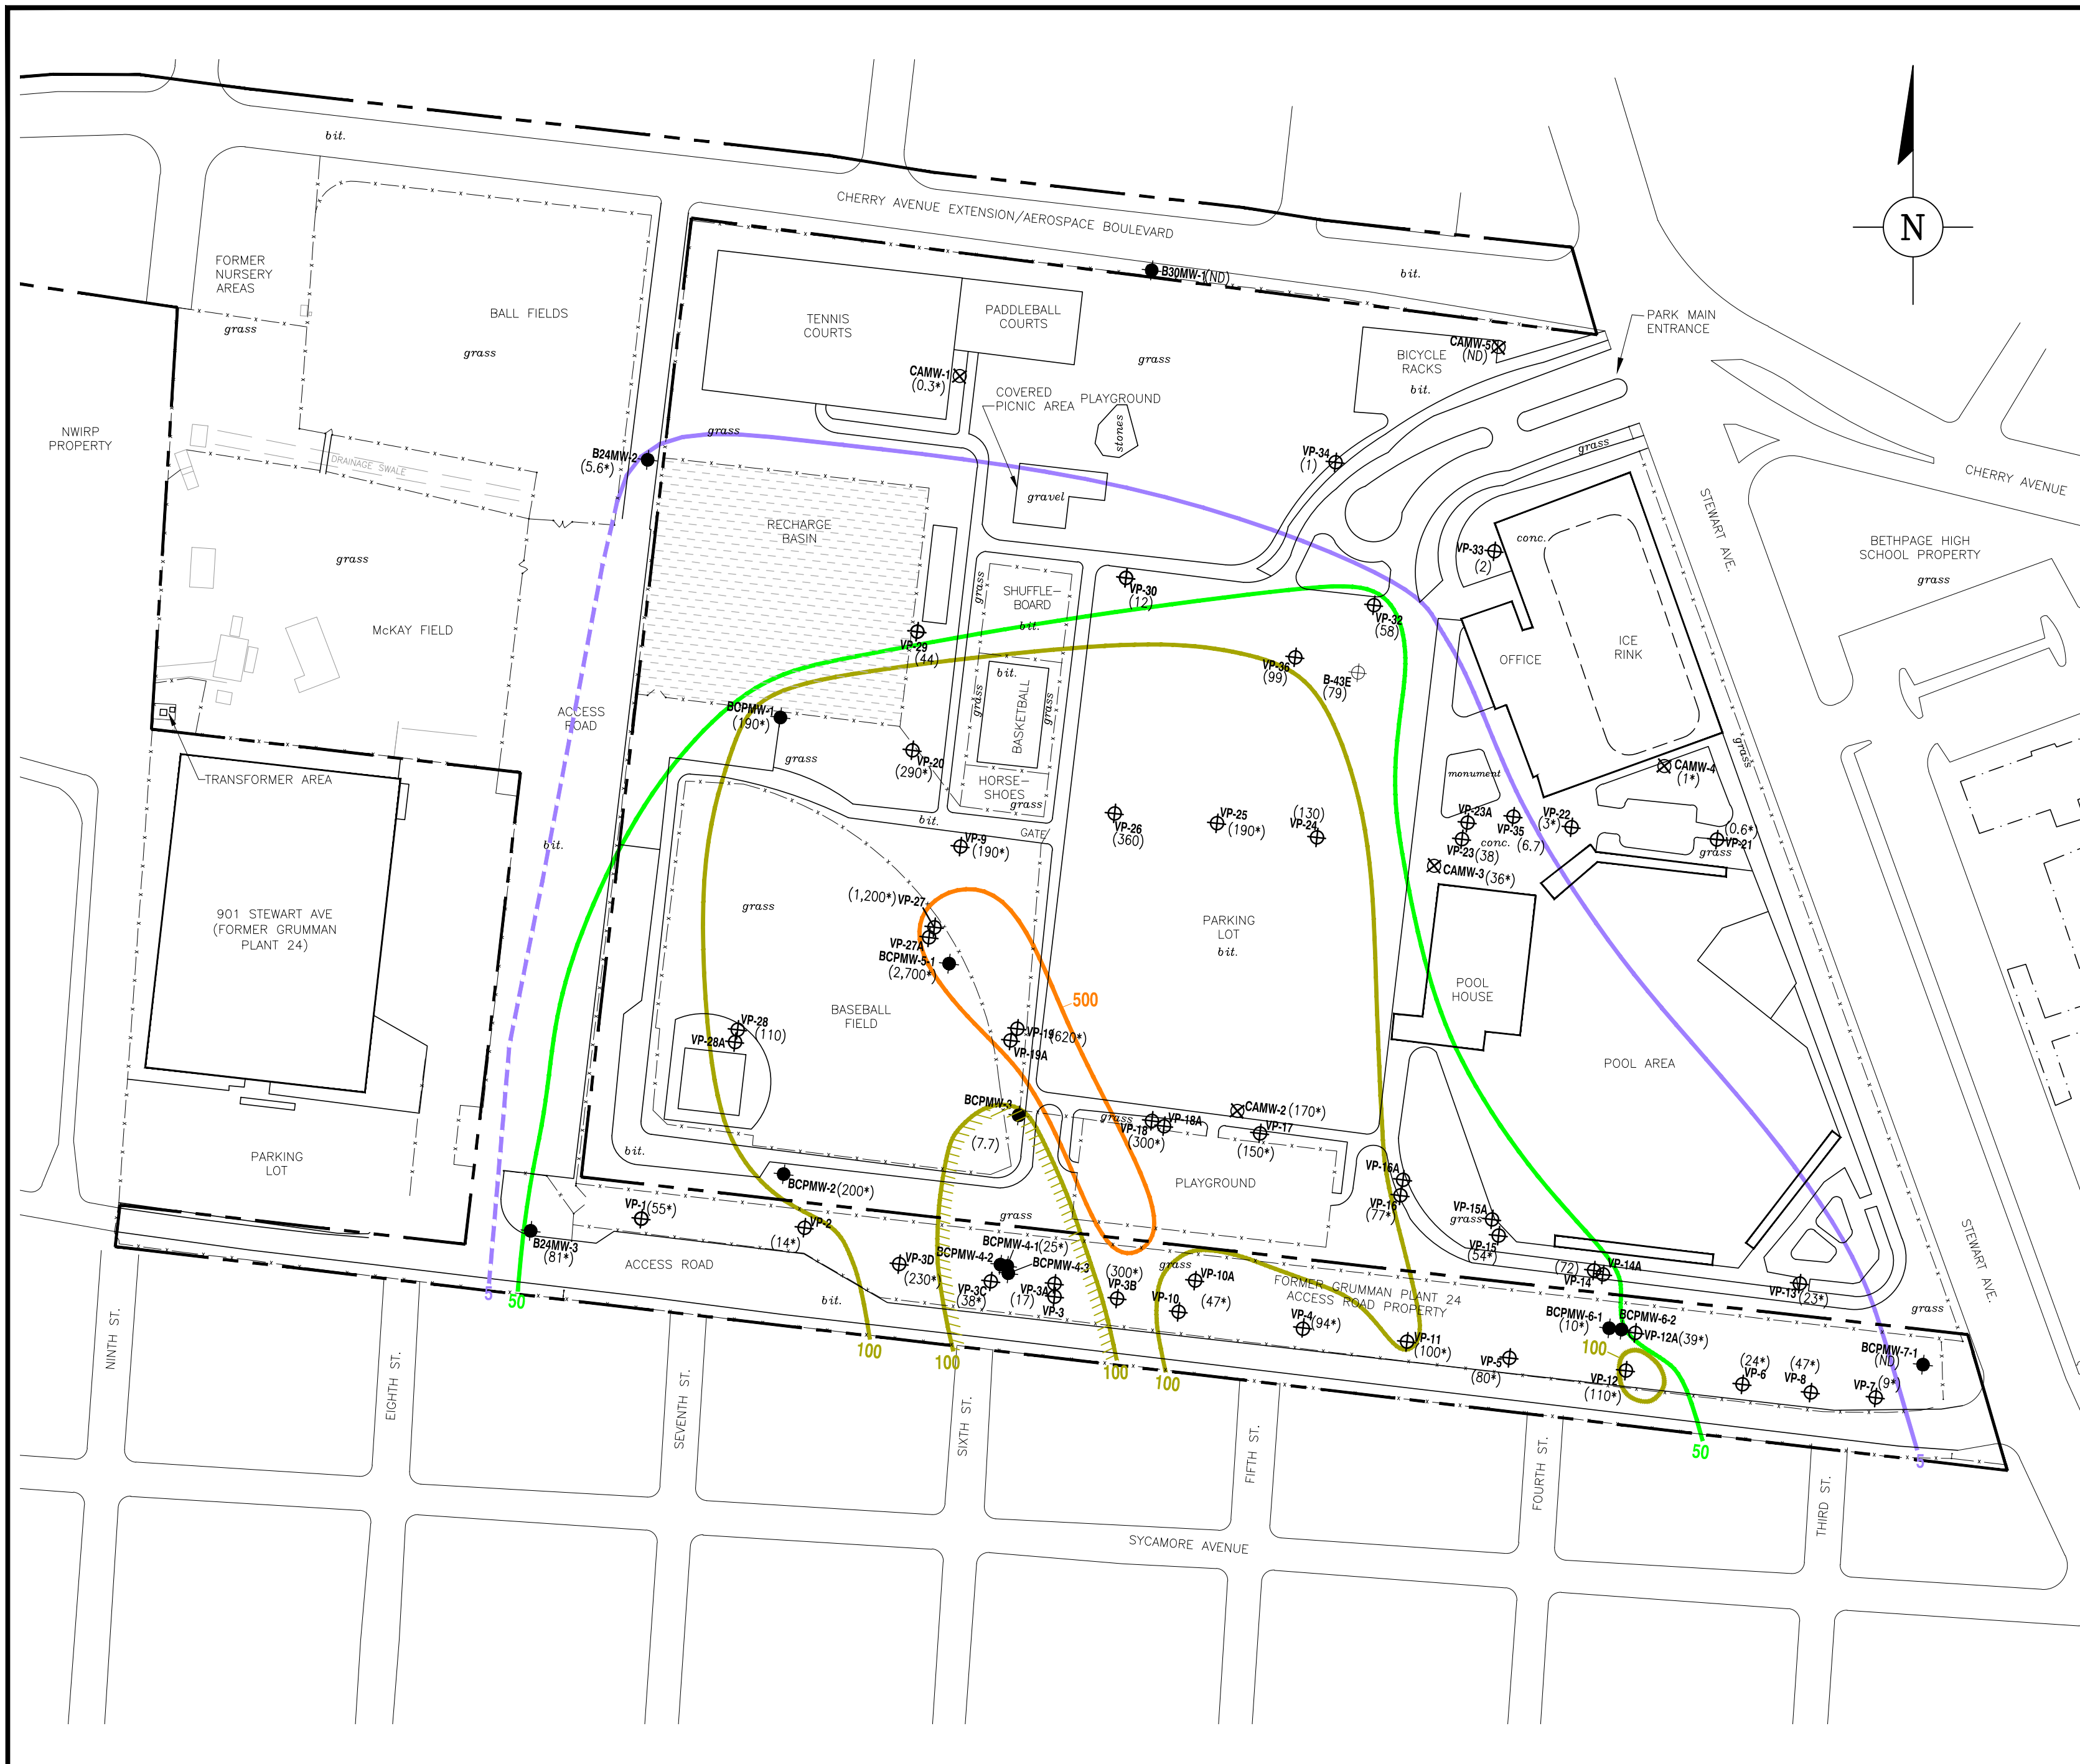 bit.
CHERRY AVENUE EXTENSION/AEROSPACE BOULEVARD
N
FORMER
NURSERY
AREAS
grass
BALL FIELDS
grass
B30MW-1(ND)
bit.
TENNIS
COURTS
PADDLEBALL
COURTS
grass
PARK MAIN
ENTRANCE
CAMW-5
(ND)
BICYCLE
RACKS
bit.
CAMW-1
(0.3*)
COVERED
PICNIC AREA
PLAYGROUND
stones
NWIRP
PROPERTY
grass
B24MW-2
(5.6*)
DRAINAGE SWALE
VP-34
(1)
grass
CHERRY AVENUE
STEWART AVE.
gravel
RECHARGE
BASIN
grass
VP-33
(2)
conc.
BETHPAGE HIGH
SCHOOL PROPERTY
grass
grass
SHUFFLE-
BOARD
bit.
VP-30
(12)
VP-32
(58)
McKAY FIELD
VP-29
(44)
ICE
RINK
OFFICE
bit.
VP-36
(99)
B-43E
(79)
grass
BASKETBALL
grass
ACCESS
ROAD
BCPMW-1
(190*)
grass
VP-20
(290*)
HORSE-
SHOES
grass
grass
TRANSFORMER AREA
monument
CAMW-4
(1*)
bit.
GATE
VP-26
(360)
VP-25
(190*)
(130)
VP-24
VP-23A
VP-35
(6.7)
VP-22
(3*)
(0.6*)
VP-21
grass
VP-23
(38)
conc.
bit.
VP-9
(190*)
CAMW-3 (36*)
901 STEWART AVE
(FORMER GRUMMAN
PLANT 24)
grass
(1,200*) VP-27
VP-27A
BCPMW-5-1
(2,700*)
PARKING
LOT
bit.
500
POOL
HOUSE
BASEBALL
FIELD
VP-28
(110)
VP-28A
VP-19
(620*)
VP-19A
POOL AREA
BCPMW-3
(7.7)
grass
VP-18
(300*)
VP-18A
CAMW-2 (170*)
VP-17
(150*)
bit.
PARKING
LOT
BCPMW-2 (200*)
PLAYGROUND
VP-16A
VP-16
(77*)
VP-1(55*)
VP-2
(14*)
grass
VP-15A
grass
VP-15
(54*)
B24MW-3
(81*)
ACCESS ROAD
VP-3D
(230*)
BCPMW-4-1(25*)
BCPMW-4-2
BCPMW-4-3
VP-3C
(38*)
VP-3A
(17)
VP-3
(300*)
VP-3B
grass
VP-10A
(47*)
VP-10
FORMER GRUMMAN PLANT 24
ACCESS ROAD PROPERTY
(72)
VP-14
VP-14A
VP-13(23*)
STEWART AVE.
grass
bit.
VP-4
(94*)
VP-11
(100*)
BCPMW-6-1
(10*)
BCPMW-6-2
VP-12A(39*)
5
50
100
100
100
100
100
VP-5
(80*)
VP-12
(110*)
(24*)
VP-6
(47*)
VP-8
VP-7
(9*)
BCPMW-7-1
(ND)
50
5
NINTH ST.
EIGHTH ST.
SEVENTH ST.
SIXTH ST.
FIFTH ST.
FOURTH ST.
THIRD ST.
SYCAMORE AVENUE